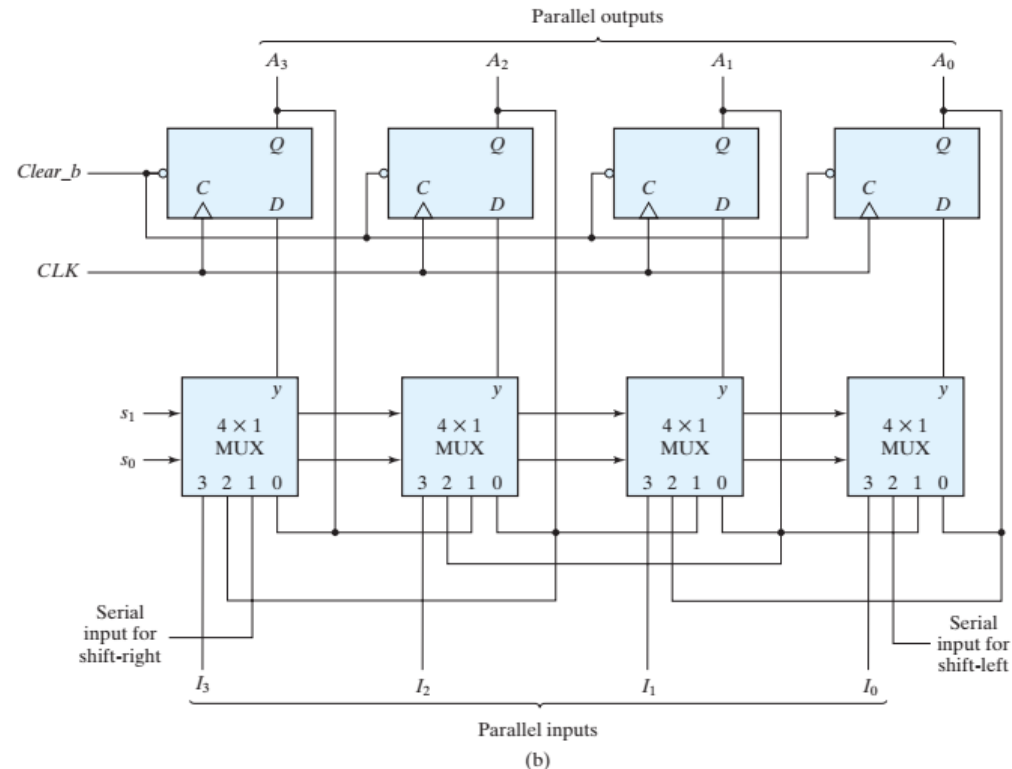 Parallel outputs
A3 A2 A1 A0
Q Q Q Q
Clear_b
C C C C
D D D D
CLK
y y y y
s1
4 × 1 4 × 1 4 × 1 4 × 1
MUX MUX MUX MUX
s0
3 2 1 0 3 2 1 0 3 2 1 0 3 2 1 0
Serial
input for
shift-right
Serial
input for
shift-left
I3 I2 I1 I0
Parallel inputs
(b)